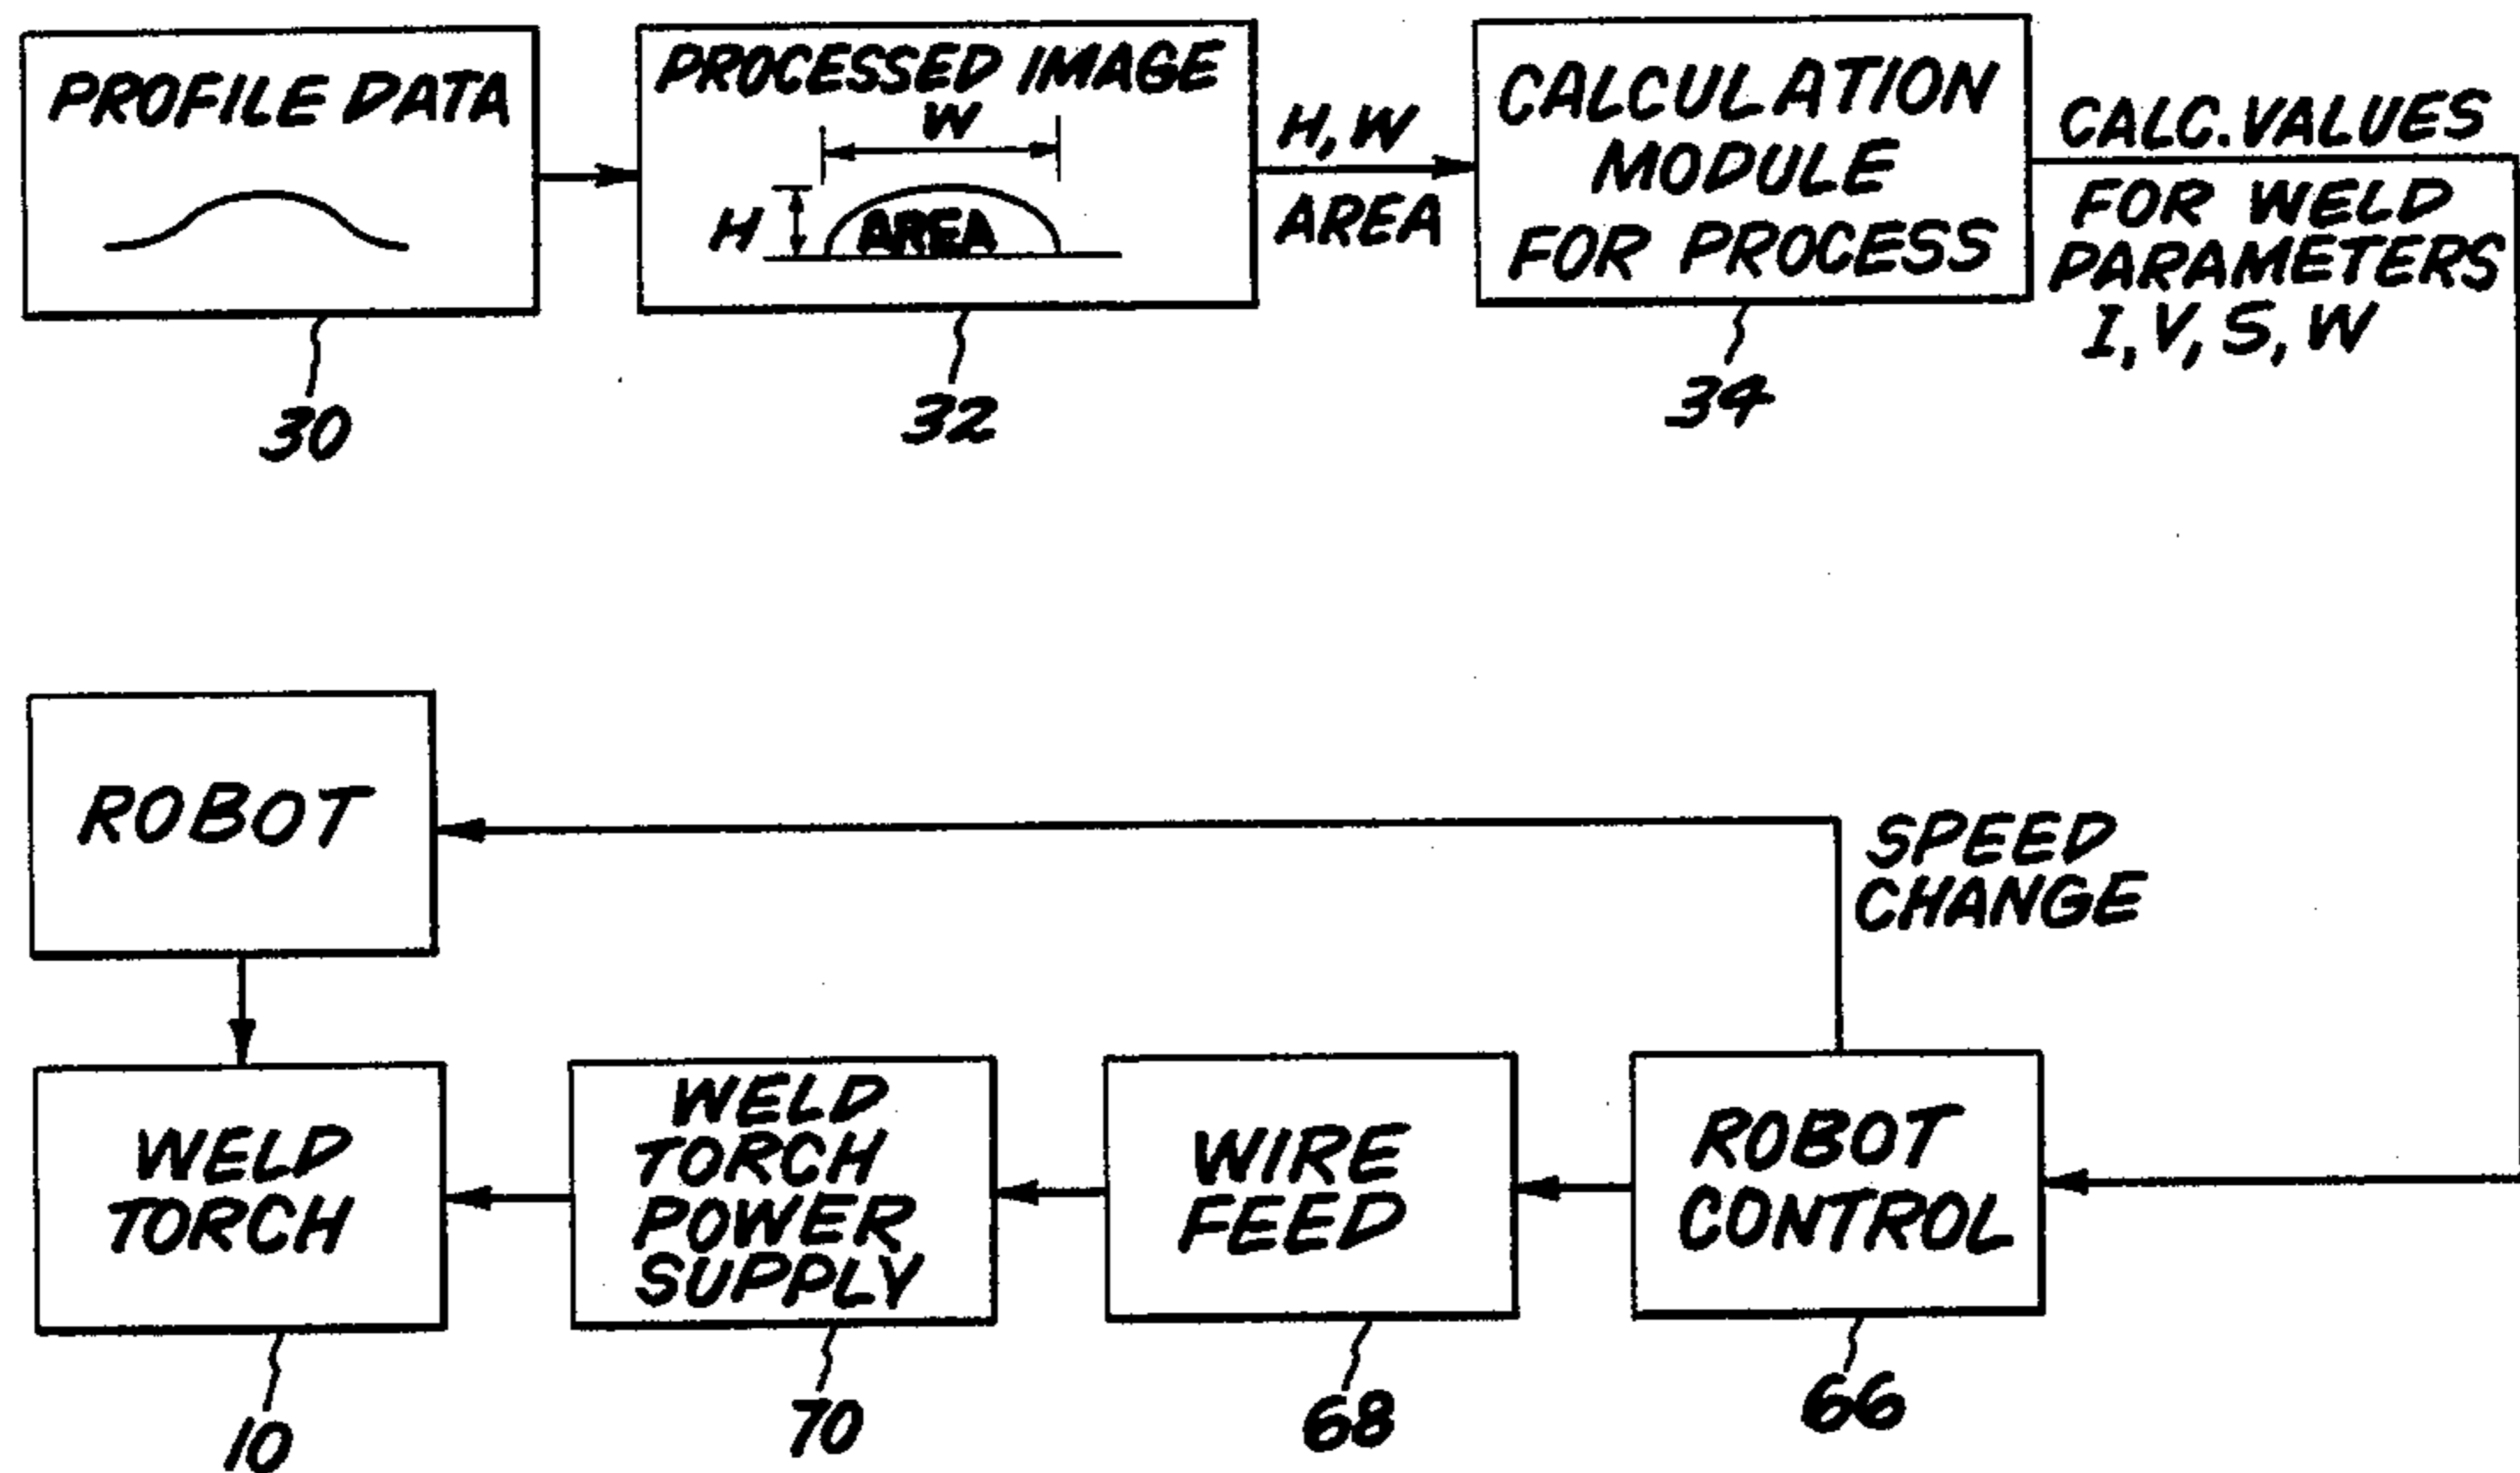 PROFILE DATA
30
PROCESSED IMAGE
W
H
AREA
32
H, W
AREA
CALCULATION
MODULE
FOR PROCESS
34
CALC. VALUES
FOR WELD
PARAMETERS
I, V, S, W
ROBOT
SPEED
CHANGE
WELD
TORCH
10
WELD
TORCH
POWER
SUPPLY
70
WIRE
FEED
68
ROBOT
CONTROL
66